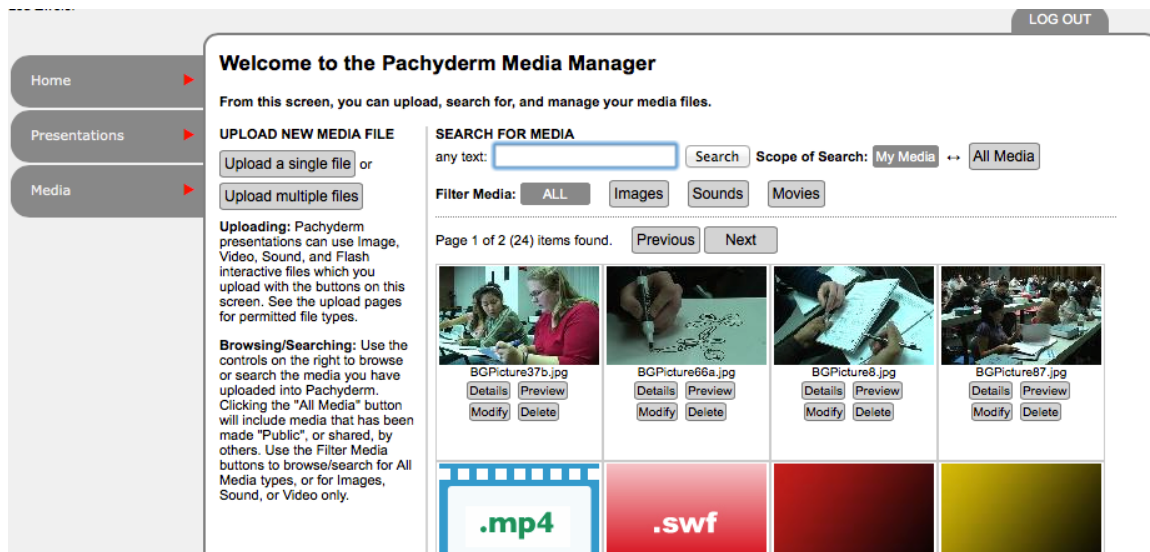 LOG OUT
Home
Presentations
Media
Welcome to the Pachyderm Media Manager
From this screen, you can upload, search for, and manage your media files.
UPLOAD NEW MEDIA FILE
Upload a single file or
Upload multiple files
Uploading: Pachyderm
presentations can use Image,
Video, Sound, and Flash
interactive files which you
upload with the buttons on this
screen. See the upload pages
for permitted file types.
Browsing/Searching: Use the
controls on the right to browse
or search the media you have
uploaded into Pachyderm.
Clicking the "All Media" button
will include media that has been
made "Public", or shared, by
others. Use the Filter Media
buttons to browse/search for All
Media types, or for Images,
Sound, or Video only.
SEARCH FOR MEDIA
any text: Search Scope of Search: My Media ↔ All Media
Filter Media: ALL Images Sounds Movies
Page 1 of 2 (24) items found. Previous Next
BGPicture37b.jpg BGPicture66a.jpg BGPicture8.jpg BGPicture87.jpg
Details Preview Details Preview Details Preview Details Preview
Modify Delete Modify Delete Modify Delete Modify Delete
.mp4 .swf